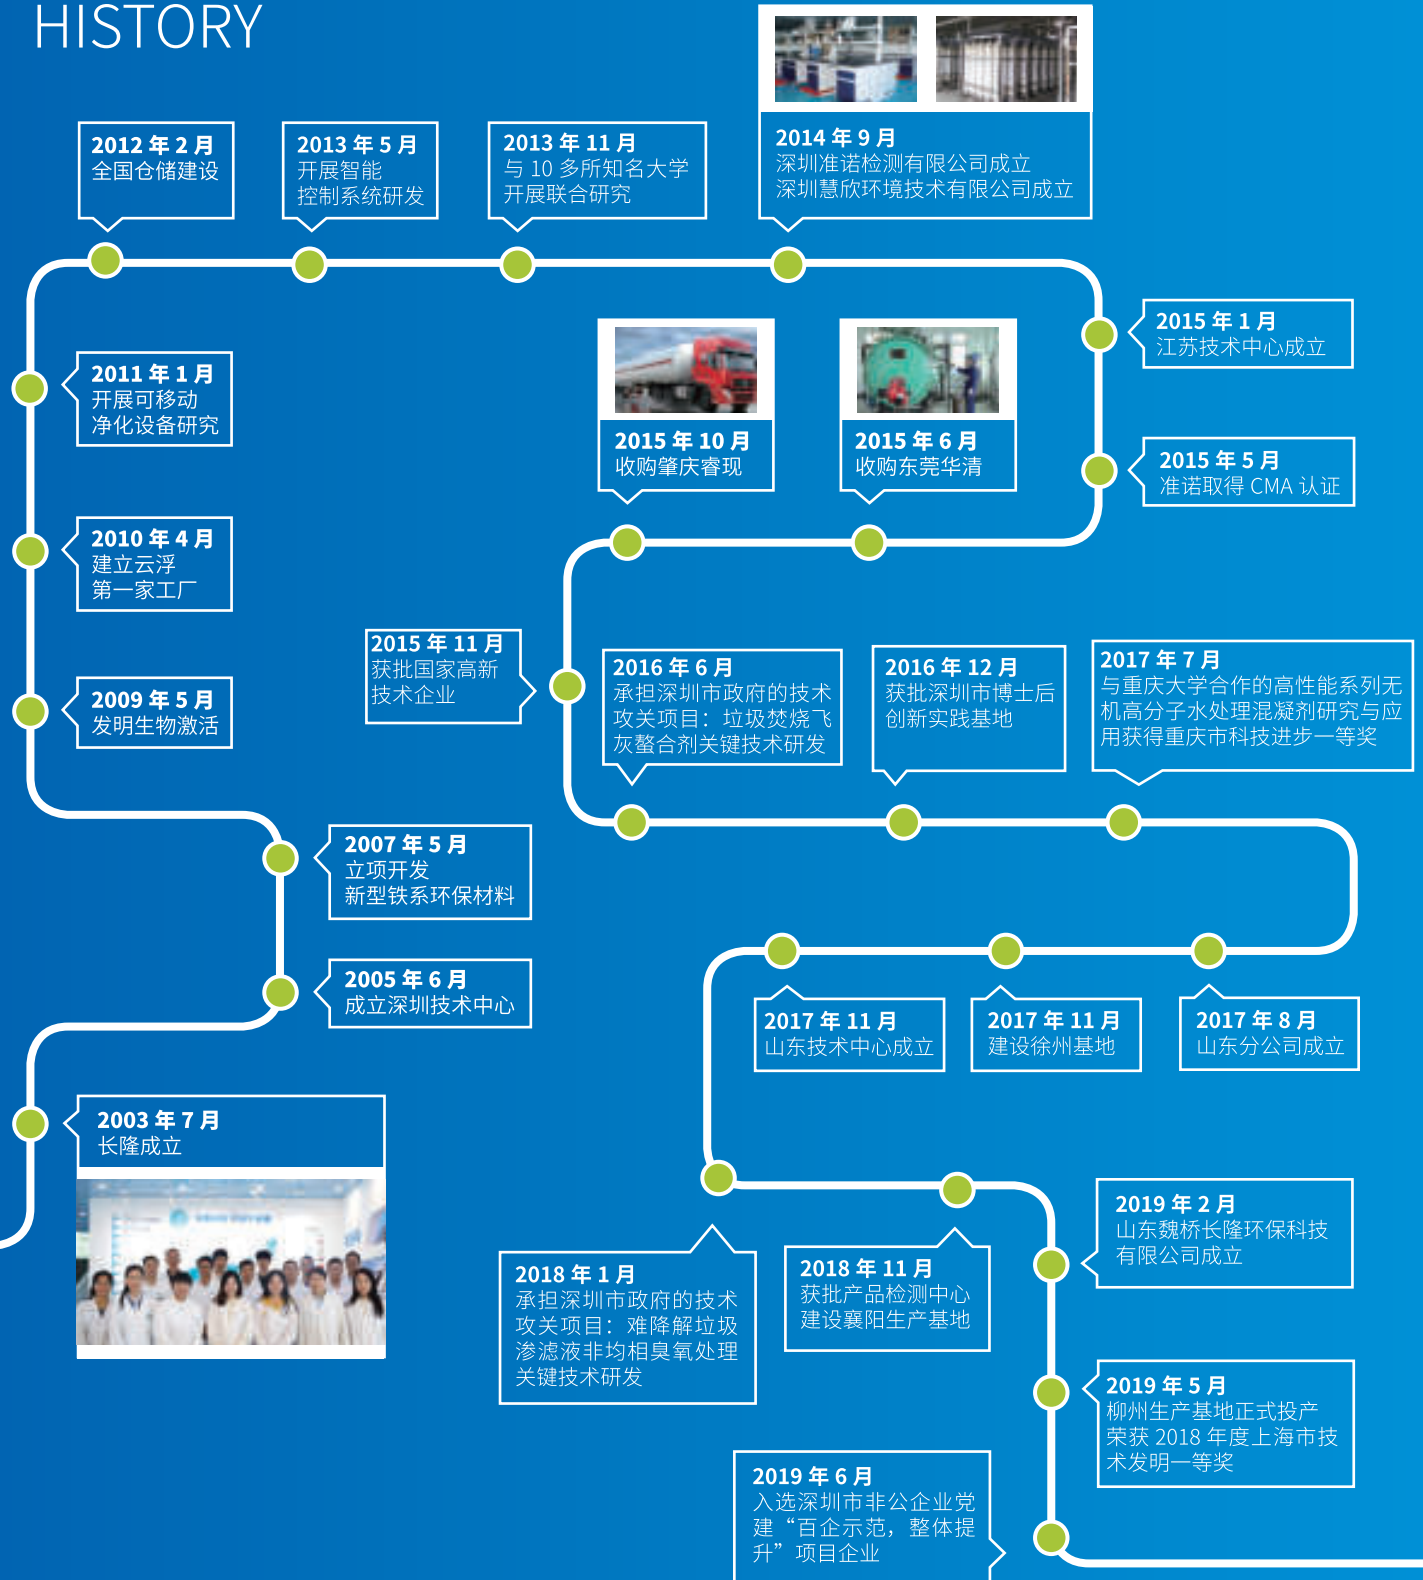 HISTORY
2012 年 2 月
全国仓储建设
2013 年 5 月
开展智能
控制系统研发
2013 年 11 月
与 10 多所知名大学
开展联合研究
2014 年 9 月
深圳准诺检测有限公司成立
深圳慧欣环境技术有限公司成立
2011 年 1 月
开展可移动
净化设备研究
2015 年 10 月
收购肇庆睿现
2015 年 6 月
收购东莞华清
2015 年 1 月
江苏技术中心成立
2015 年 5 月
准诺取得 CMA 认证
2010 年 4 月
建立云浮
第一家工厂
2009 年 5 月
发明生物激活
2015 年 11 月
获批国家高新
技术企业
2016 年 6 月
承担深圳市政府的技术
攻关项目：垃圾焚烧飞
灰螯合剂关键技术研发
2016 年 12 月
获批深圳市博士后
创新实践基地
2017 年 7 月
与重庆大学合作的高性能系列无
机高分子水处理混凝剂研究与应
用获得重庆市科技进步一等奖
2007 年 5 月
立项开发
新型铁系环保材料
2005 年 6 月
成立深圳技术中心
2017 年 11 月
山东技术中心成立
2017 年 11 月
建设徐州基地
2017 年 8 月
山东分公司成立
2003 年 7 月
长隆成立
2018 年 1 月
承担深圳市政府的技术
攻关项目：难降解垃圾
渗滤液非均相臭氧处理
关键技术研发
2018 年 11 月
获批产品检测中心
建设襄阳生产基地
2019 年 2 月
山东魏桥长隆环保科技
有限公司成立
2019 年 5 月
柳州生产基地正式投产
荣获 2018 年度上海市技
术发明一等奖
2019 年 6 月
入选深圳市非公企业党
建“百企示范，整体提
升”项目企业